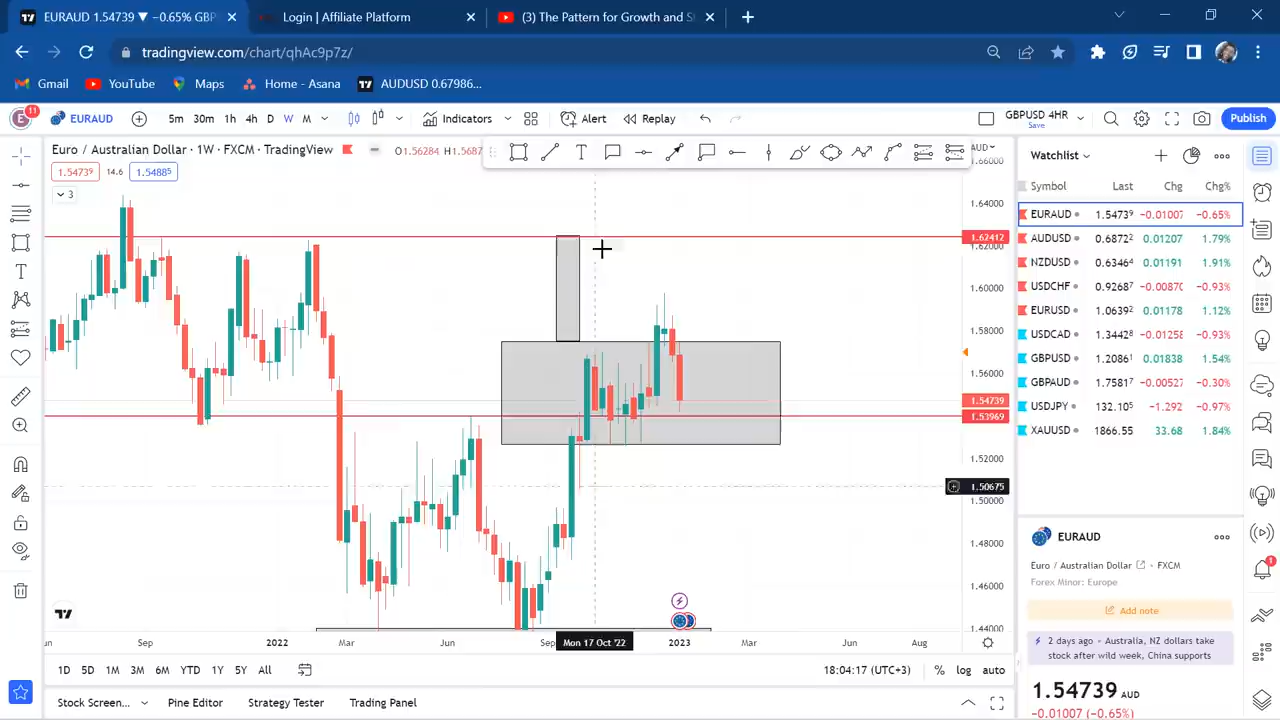 EURAUD 1.54739 ▼ −0.65% GBP
Login | Affiliate Platform
(3) The Pattern for Growth and S
tradingview.com/chart/qhAc9p7z/
Gmail
YouTube
Maps
Home - Asana
AUDUSD 0.67986...
11
EURAUD
5m 30m 1h 4h D W M
Indicators
Alert
Replay
GBPUSD 4HR
Save
Publish
Euro / Australian Dollar · 1W · FXCM · TradingView
O1.56284 H1.5687
AUD
1.54739
14.6
1.54885
3
Watchlist
Symbol Last Chg Chg%
EURAUD 1.54739 −0.01007 −0.65%
AUDUSD 0.68722 0.01207 1.79%
NZDUSD 0.63464 0.01191 1.91%
USDCHF 0.92687 −0.00870 −0.93%
EURUSD 1.06392 0.01178 1.12%
USDCAD 1.34428 −0.01258 −0.93%
GBPUSD 1.20861 0.01838 1.54%
GBPAUD 1.75817 −0.00527 −0.30%
USDJPY 132.105 −1.292 −0.97%
XAUUSD 1866.55 33.68 1.84%
1.66000
1.64000
1.62412
1.62000
1.60000
1.58000
1.56000
1.54739
1.53969
1.52000
1.50675
1.50000
1.48000
1.46000
1.44000
Sep 2022 Mar Jun Sep Mon 17 Oct '22 2023 Mar Jun Aug
1D 5D 1M 3M 6M YTD 1Y 5Y All
18:04:17 (UTC+3)
% log auto
Stock Screen...
Pine Editor
Strategy Tester
Trading Panel
EURAUD
Euro / Australian Dollar · FXCM
Forex Minor: Europe
Add note
2 days ago · Australia, NZ dollars take
stock after wild week, China supports
1.54739 AUD
−0.01007 (−0.65%)
1